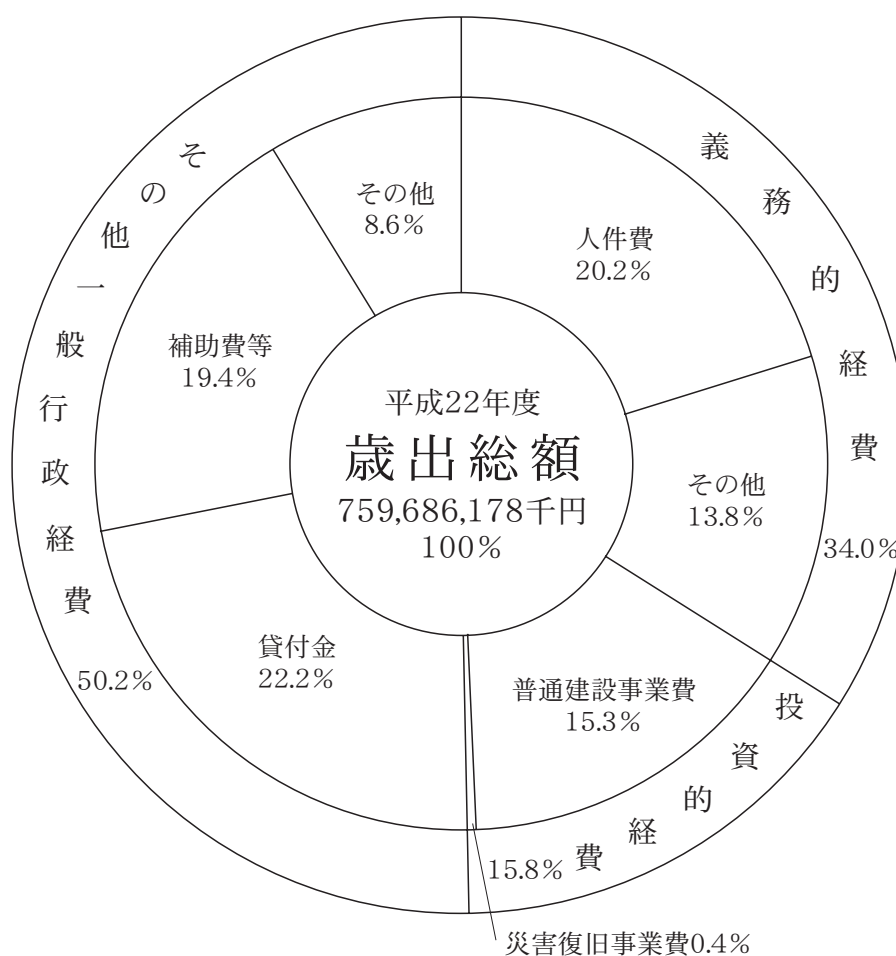 平成22年度
歳出総額
759,686,178千円
100%
義務的経費
34.0%
人件費
20.2%
その他
13.8%
投資的経費
15.8%
普通建設事業費
15.3%
災害復旧事業費0.4%
その他一般行政経費
50.2%
貸付金
22.2%
補助費等
19.4%
その他
8.6%